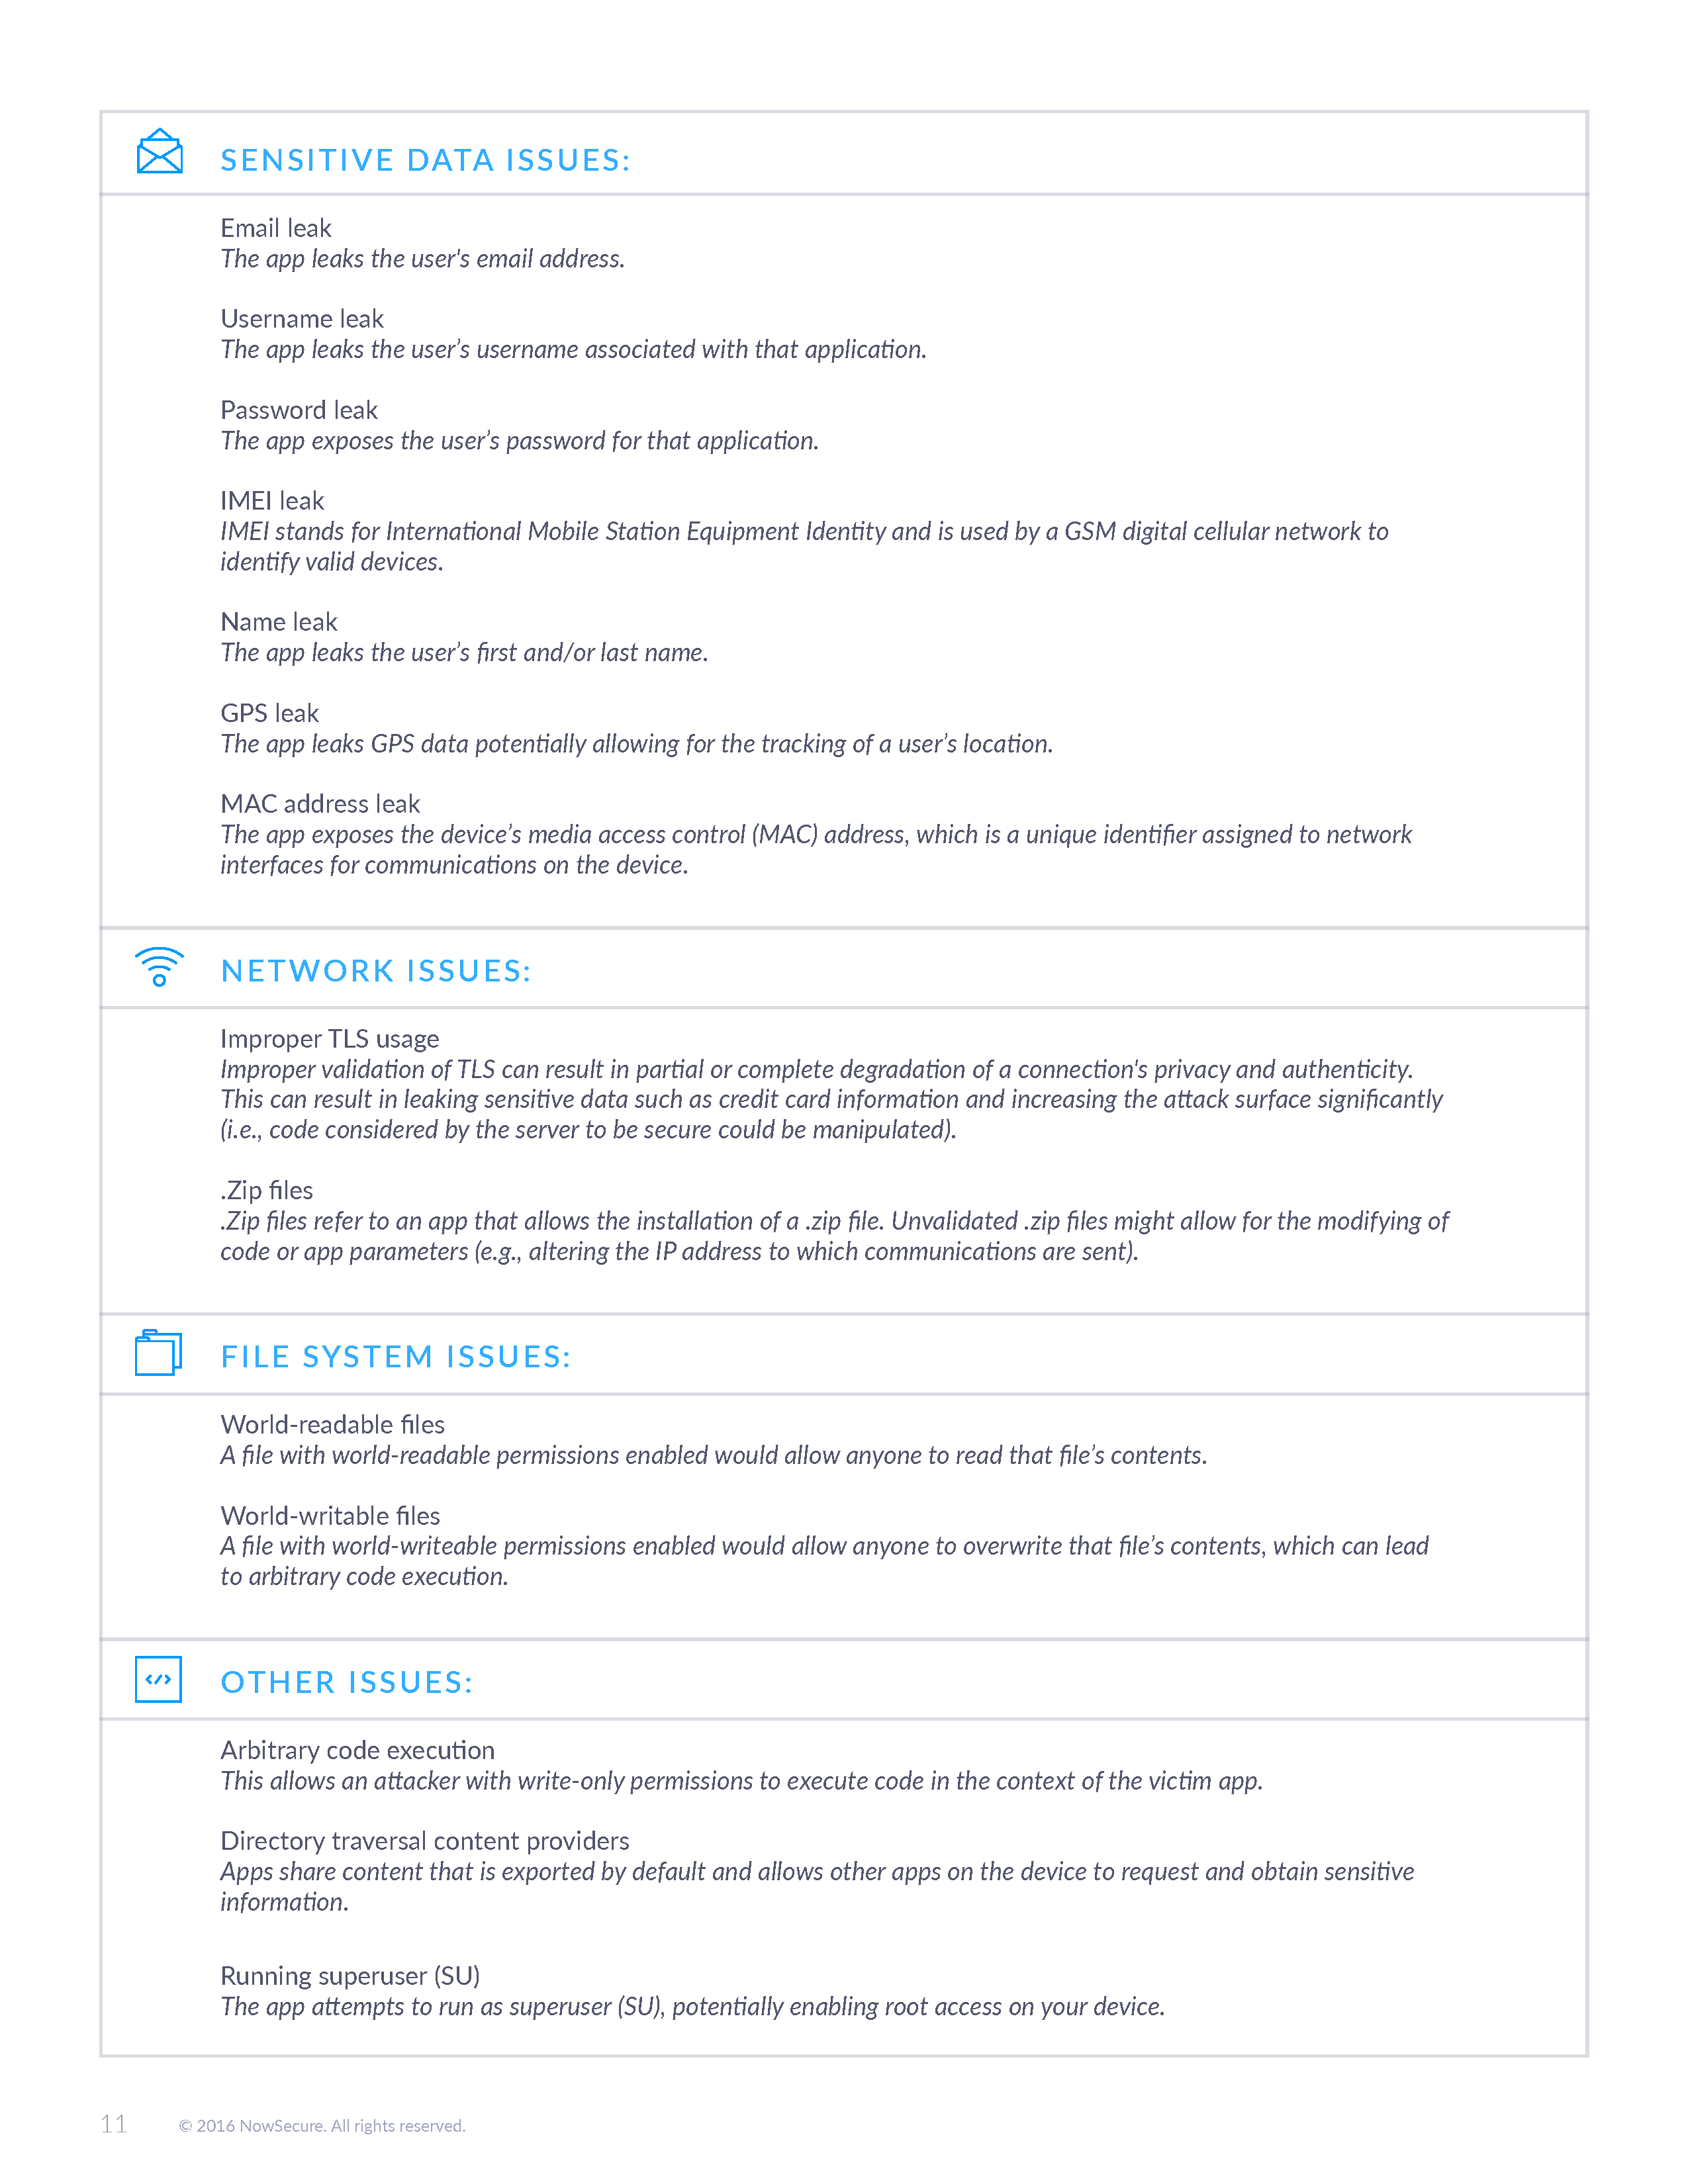 SENSITIVE DATA ISSUES:
Email leak
The app leaks the user's email address.
Username leak
The app leaks the user’s username associated with that application.
Password leak
The app exposes the user’s password for that application.
IMEI leak
IMEI stands for International Mobile Station Equipment Identity and is used by a GSM digital cellular network to
identify valid devices.
Name leak
The app leaks the user’s first and/or last name.
GPS leak
The app leaks GPS data potentially allowing for the tracking of a user’s location.
MAC address leak
The app exposes the device’s media access control (MAC) address, which is a unique identifier assigned to network
interfaces for communications on the device.
NETWORK ISSUES:
Improper TLS usage
Improper validation of TLS can result in partial or complete degradation of a connection's privacy and authenticity.
This can result in leaking sensitive data such as credit card information and increasing the attack surface significantly
(i.e., code considered by the server to be secure could be manipulated).
.Zip files
.Zip files refer to an app that allows the installation of a .zip file. Unvalidated .zip files might allow for the modifying of
code or app parameters (e.g., altering the IP address to which communications are sent).
FILE SYSTEM ISSUES:
World-readable files
A file with world-readable permissions enabled would allow anyone to read that file’s contents.
World-writable files
A file with world-writeable permissions enabled would allow anyone to overwrite that file’s contents, which can lead
to arbitrary code execution.
OTHER ISSUES:
Arbitrary code execution
This allows an attacker with write-only permissions to execute code in the context of the victim app.
Directory traversal content providers
Apps share content that is exported by default and allows other apps on the device to request and obtain sensitive
information.
Running superuser (SU)
The app attempts to run as superuser (SU), potentially enabling root access on your device.
11 © 2016 NowSecure. All rights reserved.